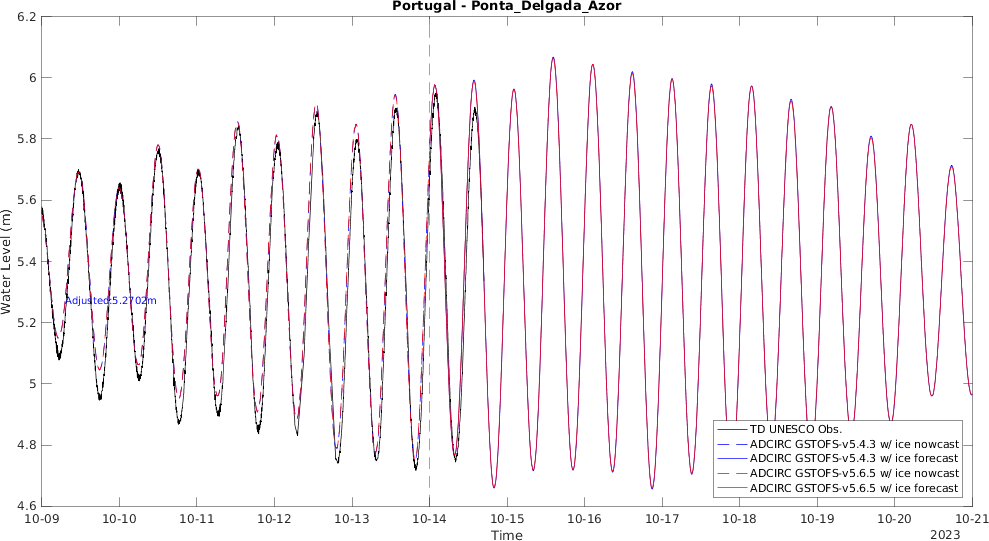 Portugal - Ponta_Delgada_Azor
6.2
6
5.8
5.6
5.4
5.2
5
4.8
4.6
Water Level (m)
Adjusted:5.2702m
TD UNESCO Obs.
ADCIRC GSTOFS-v5.4.3 w/ ice nowcast
ADCIRC GSTOFS-v5.4.3 w/ ice forecast
ADCIRC GSTOFS-v5.6.5 w/ ice nowcast
ADCIRC GSTOFS-v5.6.5 w/ ice forecast
10-09 10-10 10-11 10-12 10-13 10-14 10-15 10-16 10-17 10-18 10-19 10-20 10-21
Time
2023